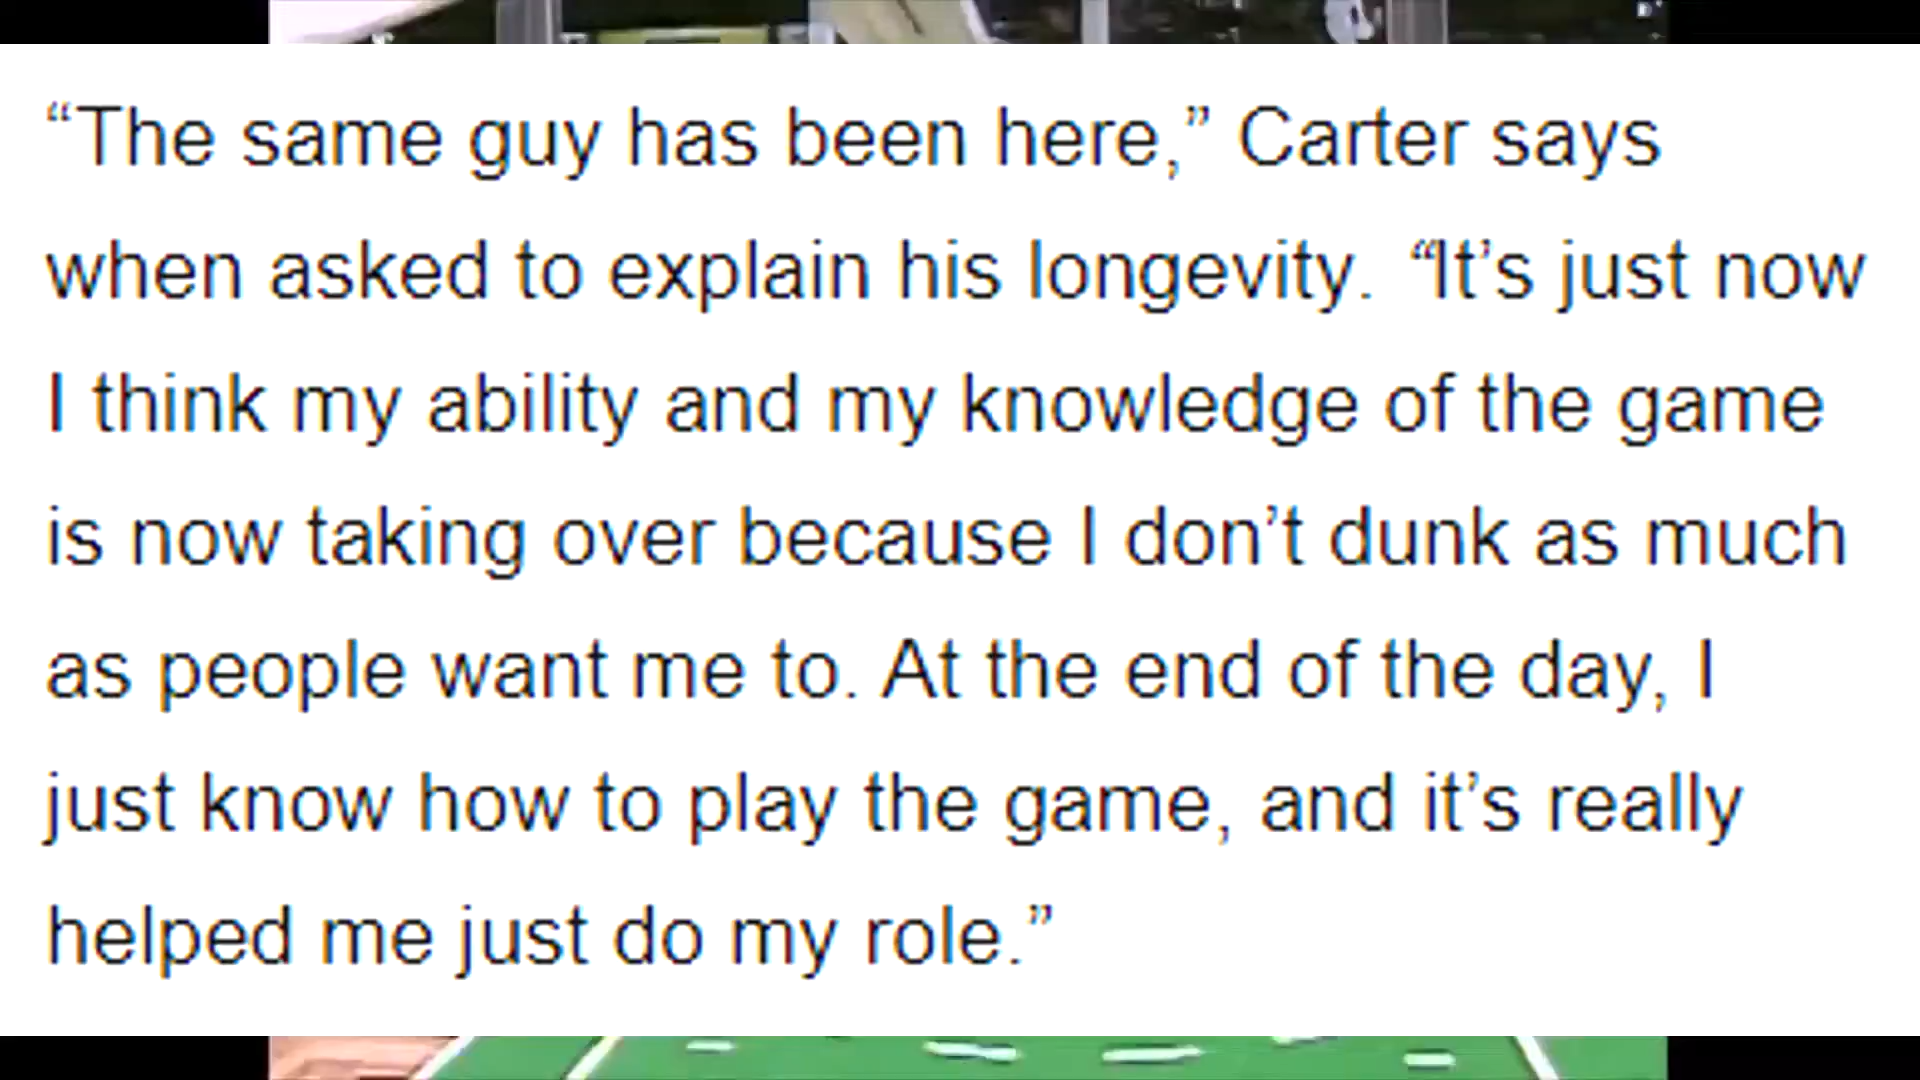 “The same guy has been here,” Carter says
when asked to explain his longevity. “It’s just now
I think my ability and my knowledge of the game
is now taking over because I don’t dunk as much
as people want me to. At the end of the day, I
just know how to play the game, and it’s really
helped me just do my role.”